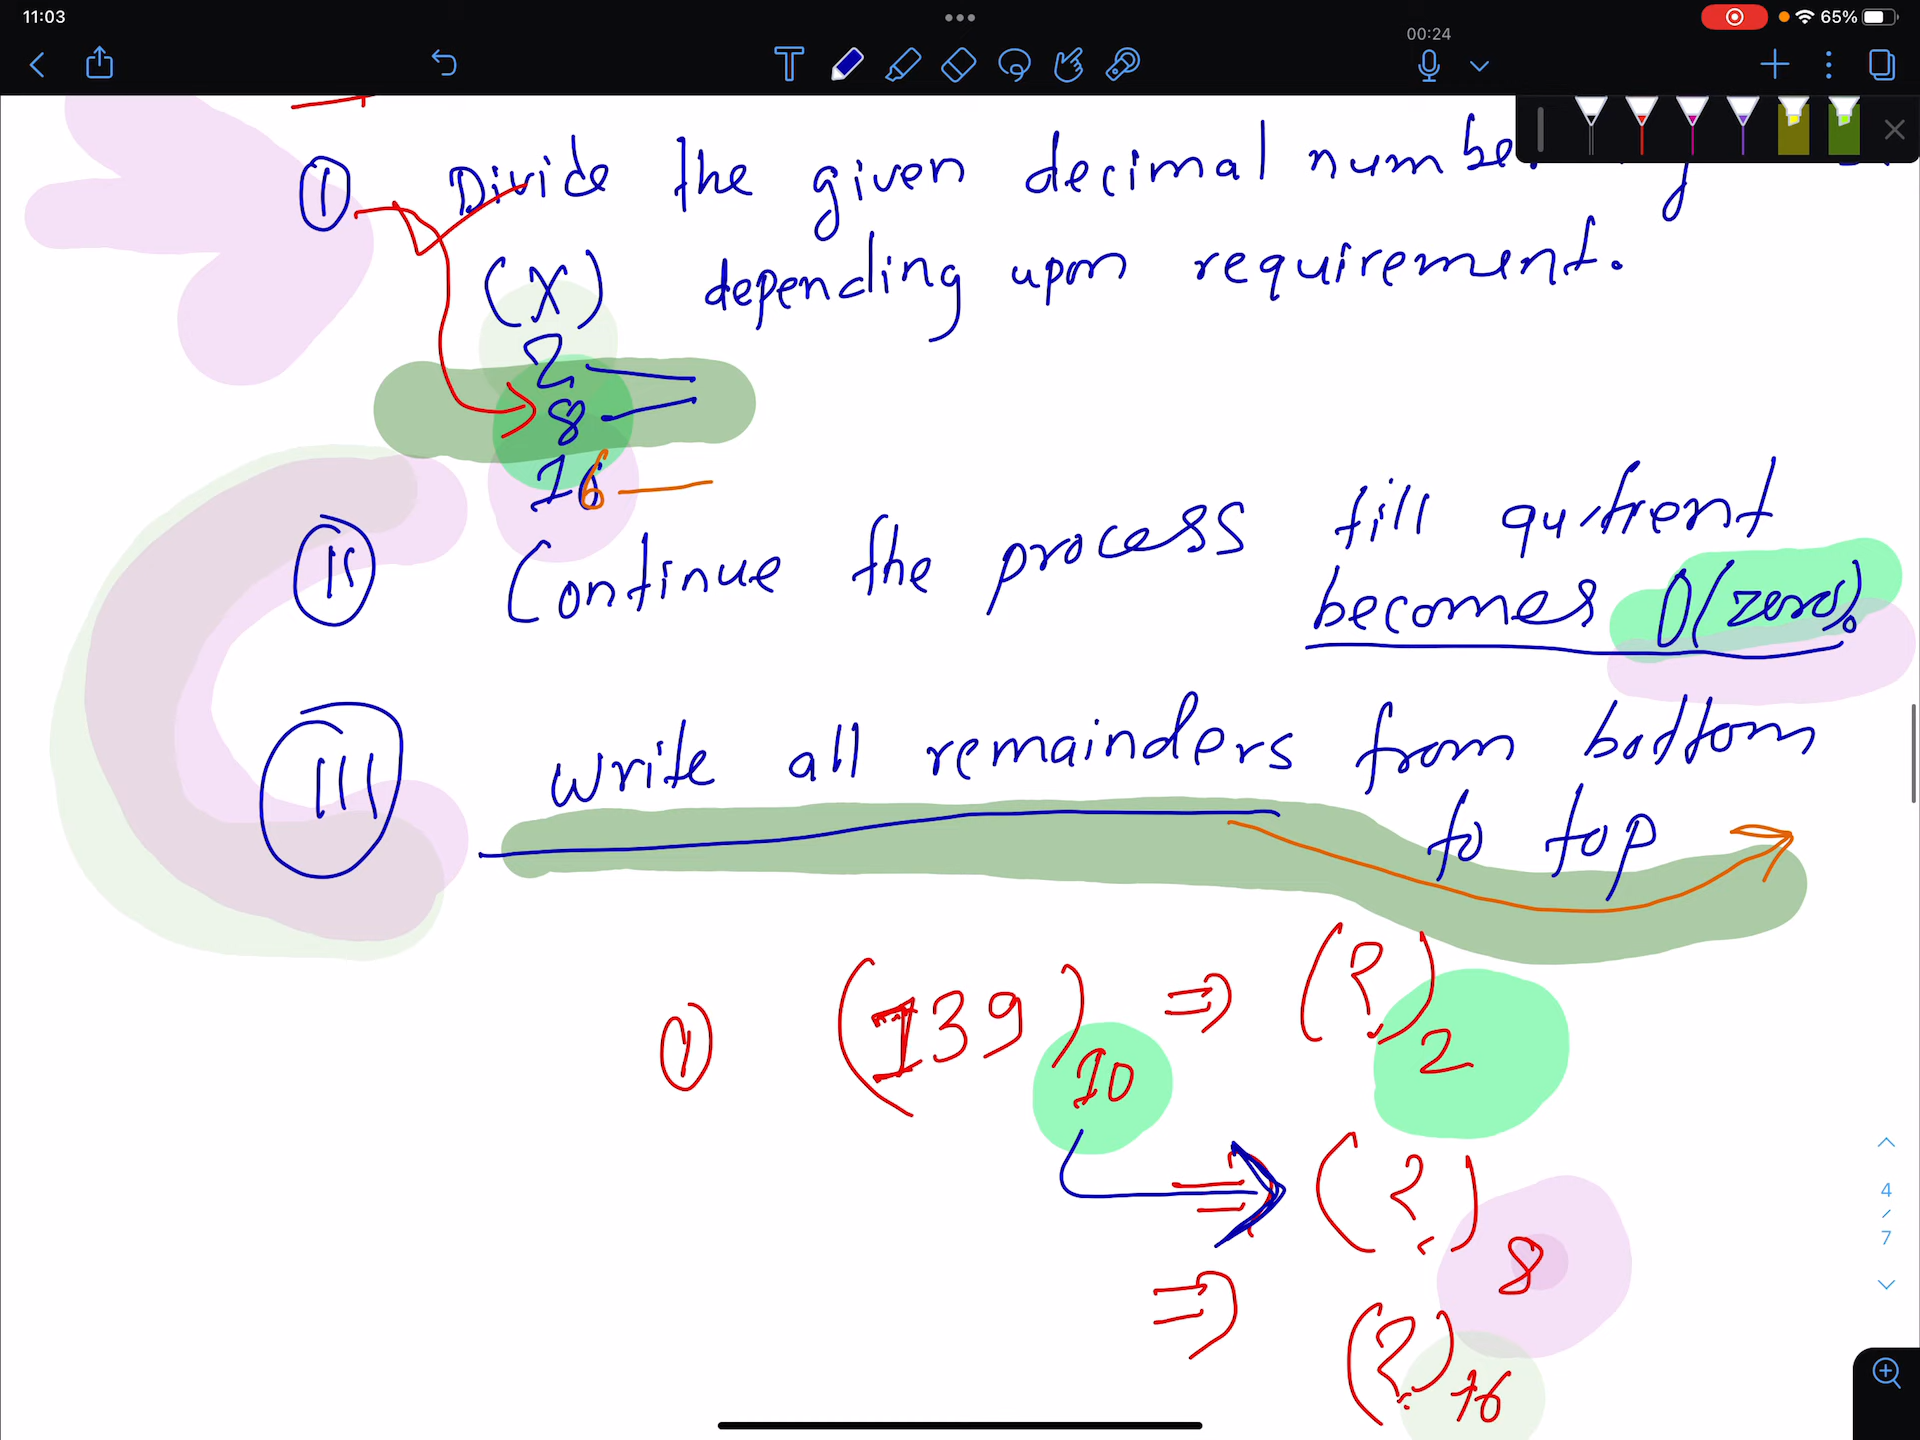 11:03
65%
00:24
① Divide the given decimal numbe
(X) depending upon requirement.
2
8
16
② Continue the process till qutient
becomes 0(zero).
III write all remainders from bottom
to top
① (139)10 ⇒ (?)2
⇒ (?)8
⇒ (?)16
4
7